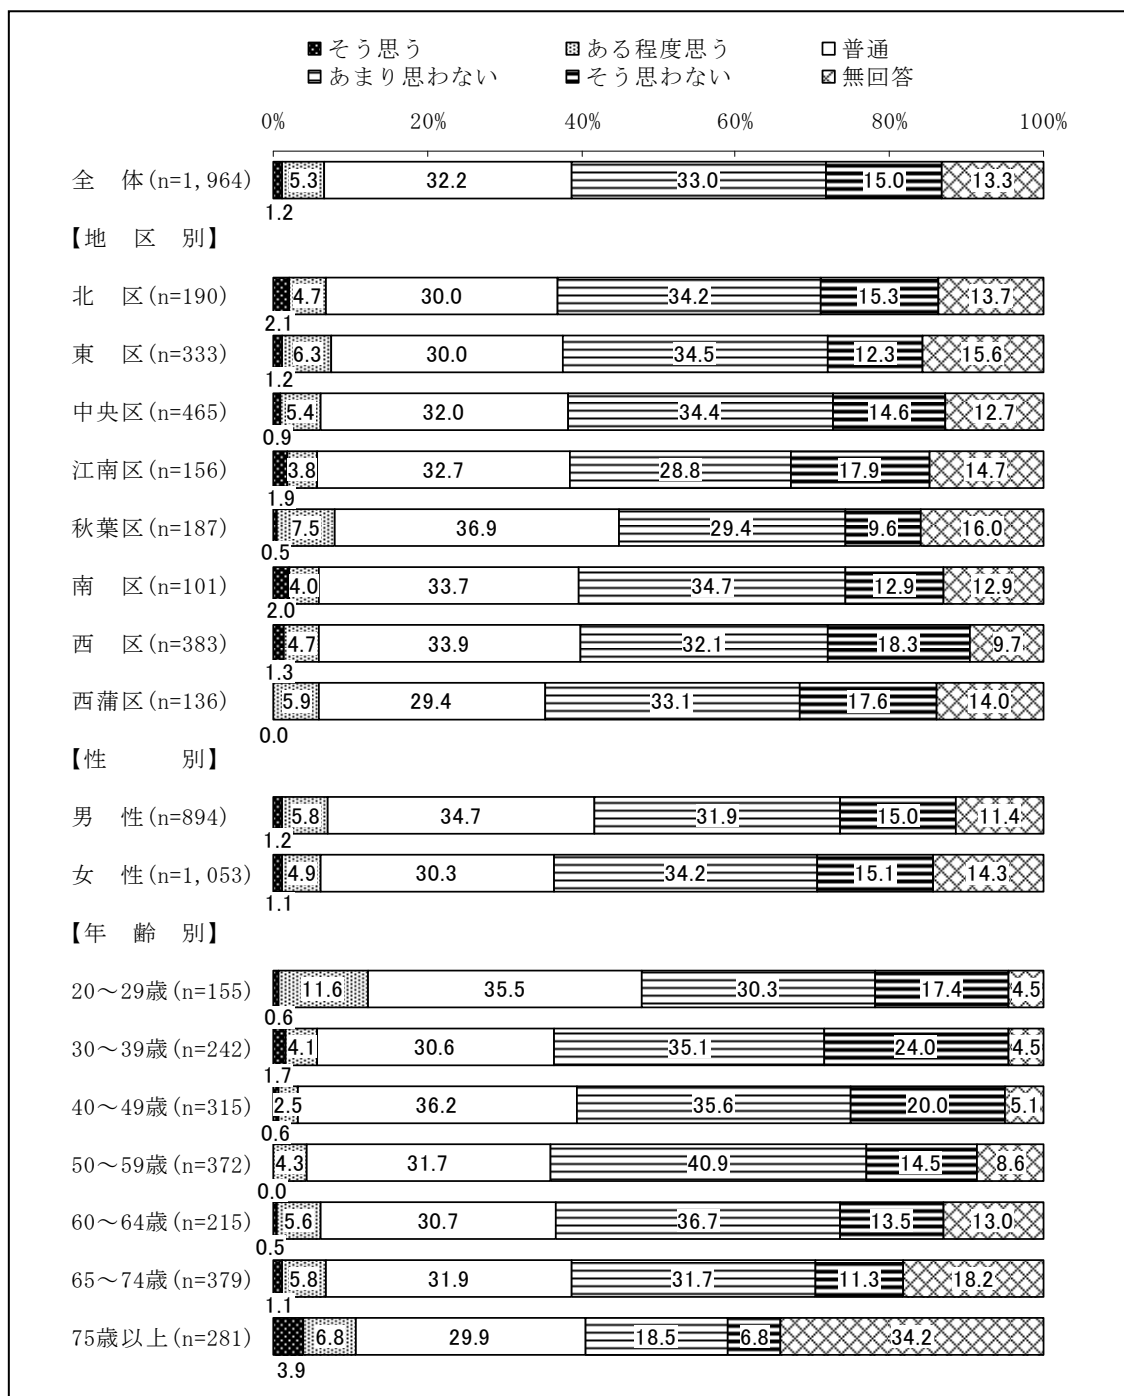 そう思う ある程度思う 普通
あまり思わない そう思わない 無回答
0% 20% 40% 60% 80% 100%
全　体(n=1,964) 5.3 32.2 33.0 15.0 13.3
1.2
【地　区　別】
北　区(n=190) 4.7 30.0 34.2 15.3 13.7
2.1
東　区(n=333) 6.3 30.0 34.5 12.3 15.6
1.2
中央区(n=465) 5.4 32.0 34.4 14.6 12.7
0.9
江南区(n=156) 3.8 32.7 28.8 17.9 14.7
1.9
秋葉区(n=187) 7.5 36.9 29.4 9.6 16.0
0.5
南　区(n=101) 4.0 33.7 34.7 12.9 12.9
2.0
西　区(n=383) 4.7 33.9 32.1 18.3 9.7
1.3
西蒲区(n=136) 5.9 29.4 33.1 17.6 14.0
0.0
【性　　　別】
男　性(n=894) 5.8 34.7 31.9 15.0 11.4
1.2
女　性(n=1,053) 4.9 30.3 34.2 15.1 14.3
1.1
【年　齢　別】
20～29歳(n=155) 11.6 35.5 30.3 17.4 4.5
0.6
30～39歳(n=242) 4.1 30.6 35.1 24.0 4.5
1.7
40～49歳(n=315) 2.5 36.2 35.6 20.0 5.1
0.6
50～59歳(n=372) 4.3 31.7 40.9 14.5 8.6
0.0
60～64歳(n=215) 5.6 30.7 36.7 13.5 13.0
0.5
65～74歳(n=379) 5.8 31.9 31.7 11.3 18.2
1.1
75歳以上(n=281) 6.8 29.9 18.5 6.8 34.2
3.9